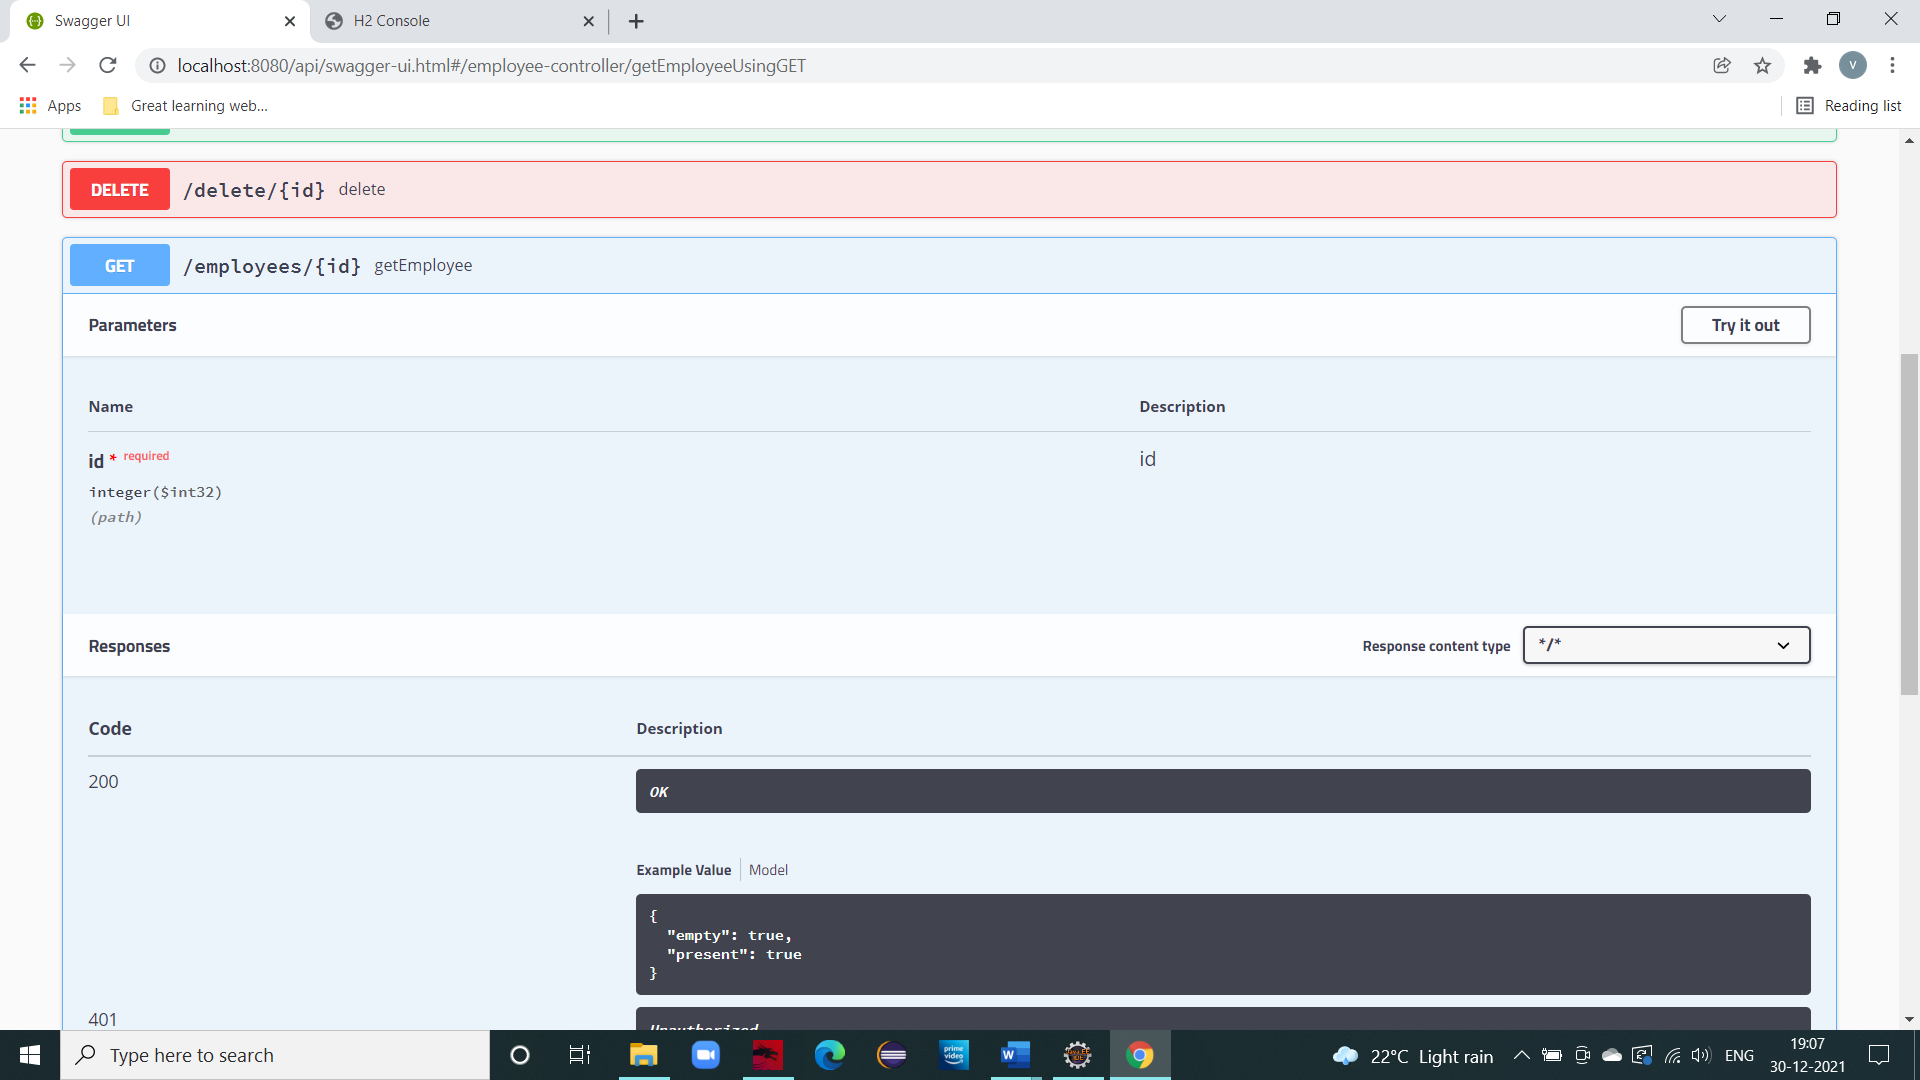 Swagger UI
H2 Console
localhost:8080/api/swagger-ui.html#/employee-controller/getEmployeeUsingGET
V
Apps
Great learning web...
Reading list
DELETE /delete/{id} delete
GET /employees/{id} getEmployee
Parameters
Try it out
Name Description
id * required
id
integer($int32)
(path)
Responses
Response content type */*
Code Description
200
OK
Example Value Model
{
"empty": true,
"present": true
}
401
Unauthorized
Type here to search
prime video
W
22°C Light rain
ENG
19:07
30-12-2021